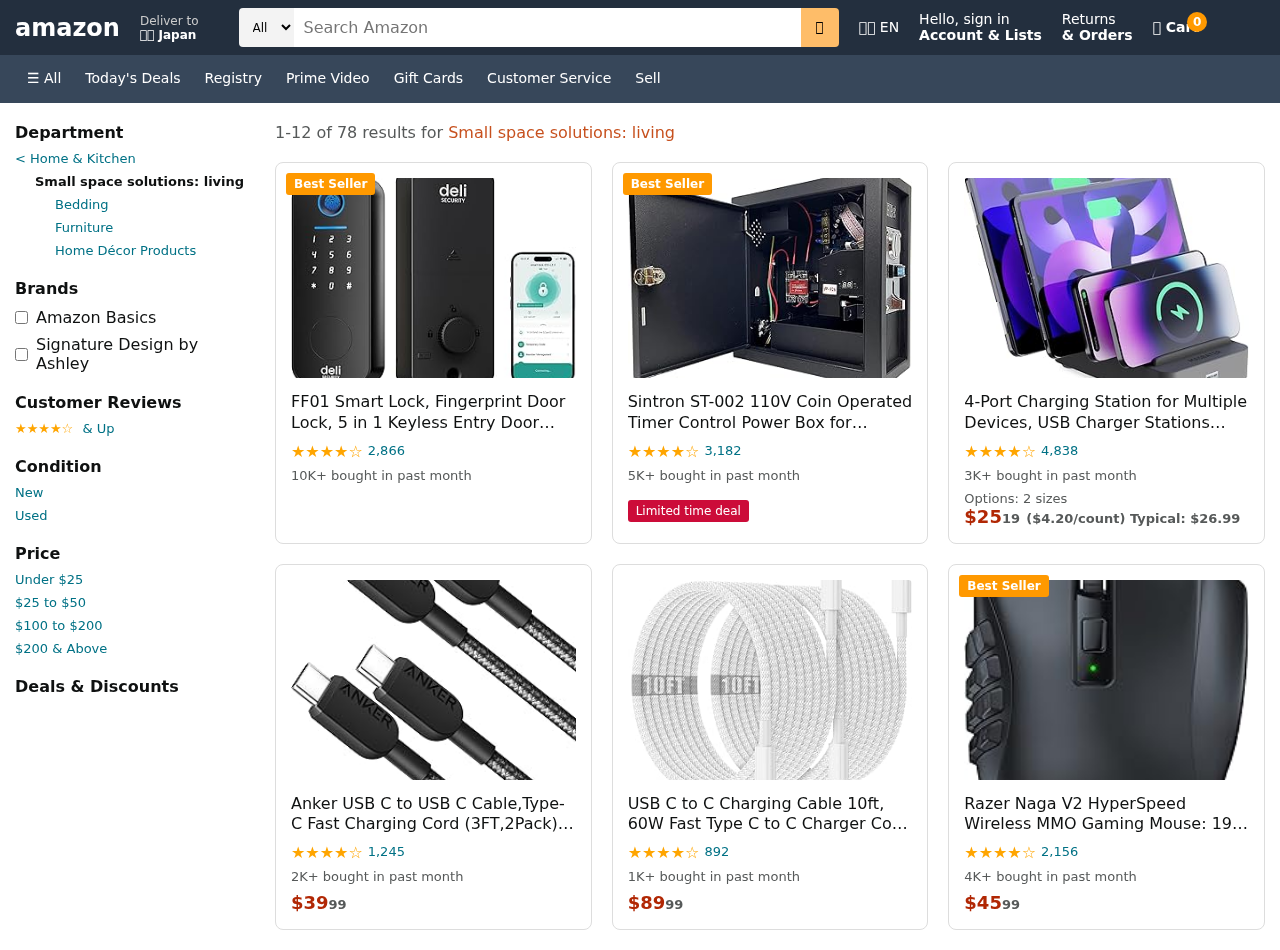 amazon
Deliver to
Japan
All
Search Amazon
EN
Hello, sign in
Account & Lists
Returns
& Orders
0
☰ All
Today's Deals
Registry
Prime Video
Gift Cards
Customer Service
Sell
Department
< Home & Kitchen
Small space solutions: living
Bedding
Furniture
Home Décor Products
Brands
Amazon Basics
Signature Design by
Ashley
Customer Reviews
★★★★☆ & Up
Condition
New
Used
Price
Under $25
$25 to $50
$100 to $200
$200 & Above
Deals & Discounts
1-12 of 78 results for Small space solutions: living
Best Seller
deli
SECURITY
1 2 3
4 5 6
7 8 9
* 0 #
deli
FF01 Smart Lock, Fingerprint Door
Lock, 5 in 1 Keyless Entry Door…
★★★★☆ 2,866
10K+ bought in past month
Best Seller
Sintron ST-002 110V Coin Operated
Timer Control Power Box for…
★★★★☆ 3,182
5K+ bought in past month
Limited time deal
4-Port Charging Station for Multiple
Devices, USB Charger Stations…
★★★★☆ 4,838
3K+ bought in past month
Options: 2 sizes
$25 19 ($4.20/count) Typical: $26.99
ANKER
ANKER
Anker USB C to USB C Cable,Type-
C Fast Charging Cord (3FT,2Pack)…
★★★★☆ 1,245
2K+ bought in past month
$39 99
10FT
10FT
USB C to C Charging Cable 10ft,
60W Fast Type C to C Charger Co…
★★★★☆ 892
1K+ bought in past month
$89 99
Best Seller
Razer Naga V2 HyperSpeed
Wireless MMO Gaming Mouse: 19…
★★★★☆ 2,156
4K+ bought in past month
$45 99